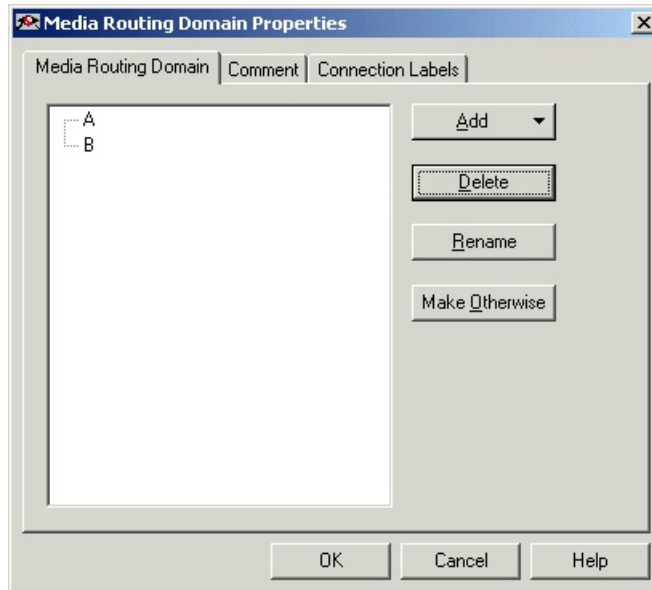 Media Routing Domain Properties
Media Routing Domain Comment Connection Labels
A
B
Add
Delete
Rename
Make Otherwise
OK Cancel Help